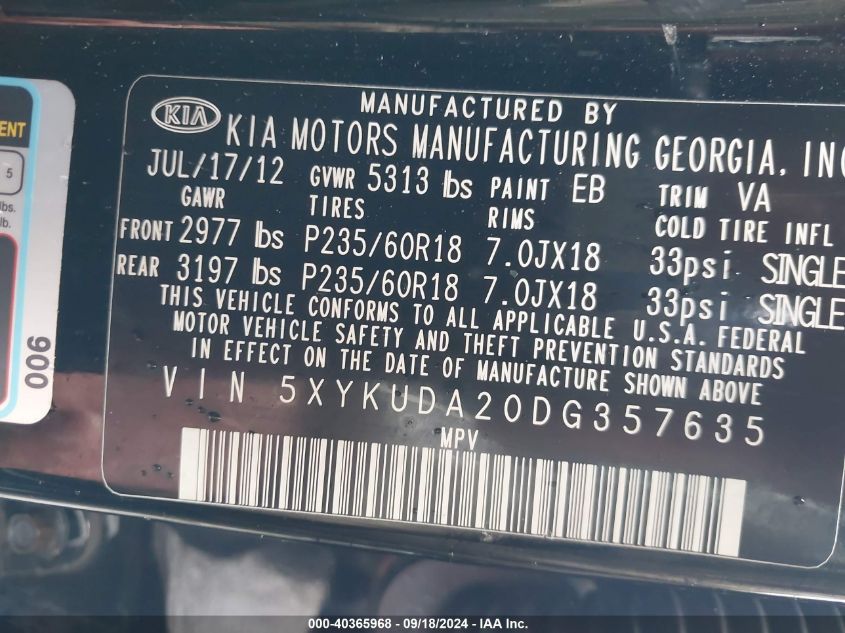 MANUFACTURED BY
KIA KIA MOTORS MANUFACTURING GEORGIA, INC
JUL/17/12 GVWR 5313 lbs PAINT EB TRIM VA
GAWR TIRES RIMS COLD TIRE INFL
FRONT 2977 lbs P235/60R18 7.0JX18 33psi SINGLE
REAR 3197 lbs P235/60R18 7.0JX18 33psi SINGLE
THIS VEHICLE CONFORMS TO ALL APPLICABLE U.S.A. FEDERAL
MOTOR VEHICLE SAFETY AND THEFT PREVENTION STANDARDS
IN EFFECT ON THE DATE OF MANUFACTURE SHOWN ABOVE
VIN 5XYKUDA20DG357635
MPV
ENT
5
lbs.
lb.
006
000-40365968 - 09/18/2024 - IAA Inc.